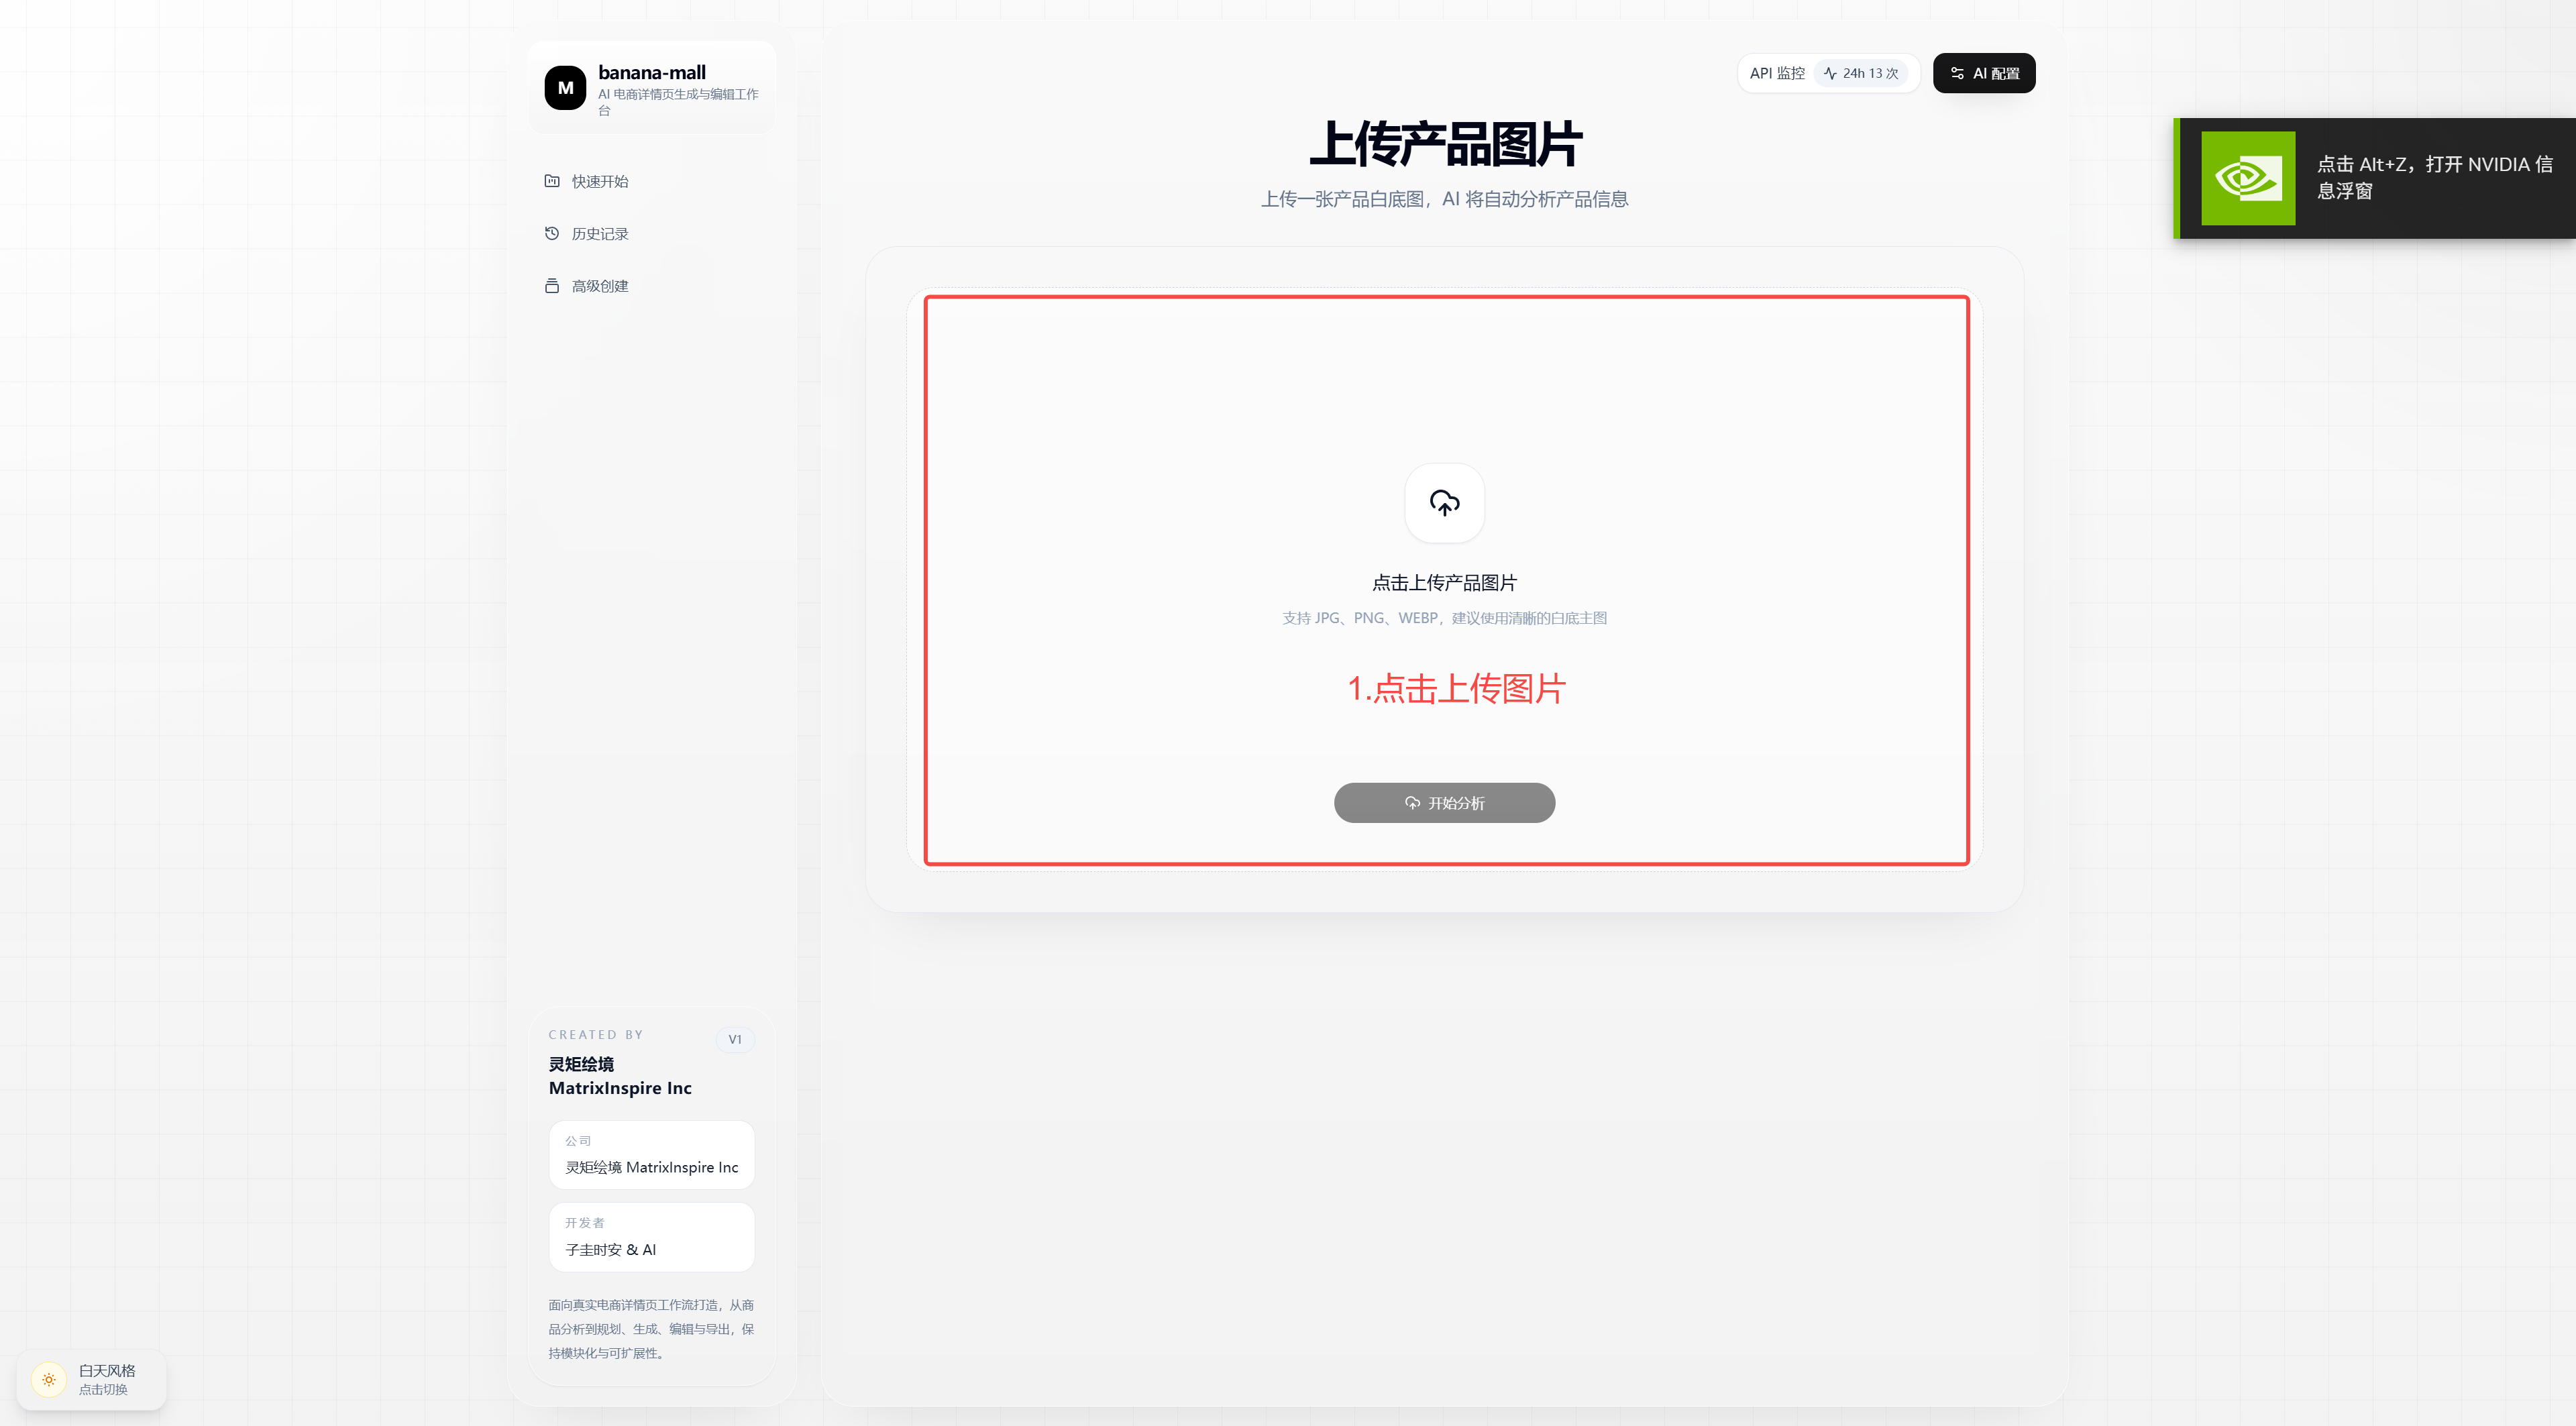 M
banana-mall
AI 电商详情页生成与编辑工作
台
快速开始
历史记录
高级创建
API 监控
24h 13 次
AI 配置
上传产品图片
上传一张产品白底图，AI 将自动分析产品信息
点击 Alt+Z，打开 NVIDIA 信
息浮窗
点击上传产品图片
支持 JPG、PNG、WEBP，建议使用清晰的白底主图
1.点击上传图片
开始分析
CREATED BY
V1
灵矩绘境
MatrixInspire Inc
公司
灵矩绘境 MatrixInspire Inc
开发者
子圭时安 & AI
面向真实电商详情页工作流打造，从商
品分析到规划、生成、编辑与导出，保
持模块化与可扩展性。
白天风格
点击切换